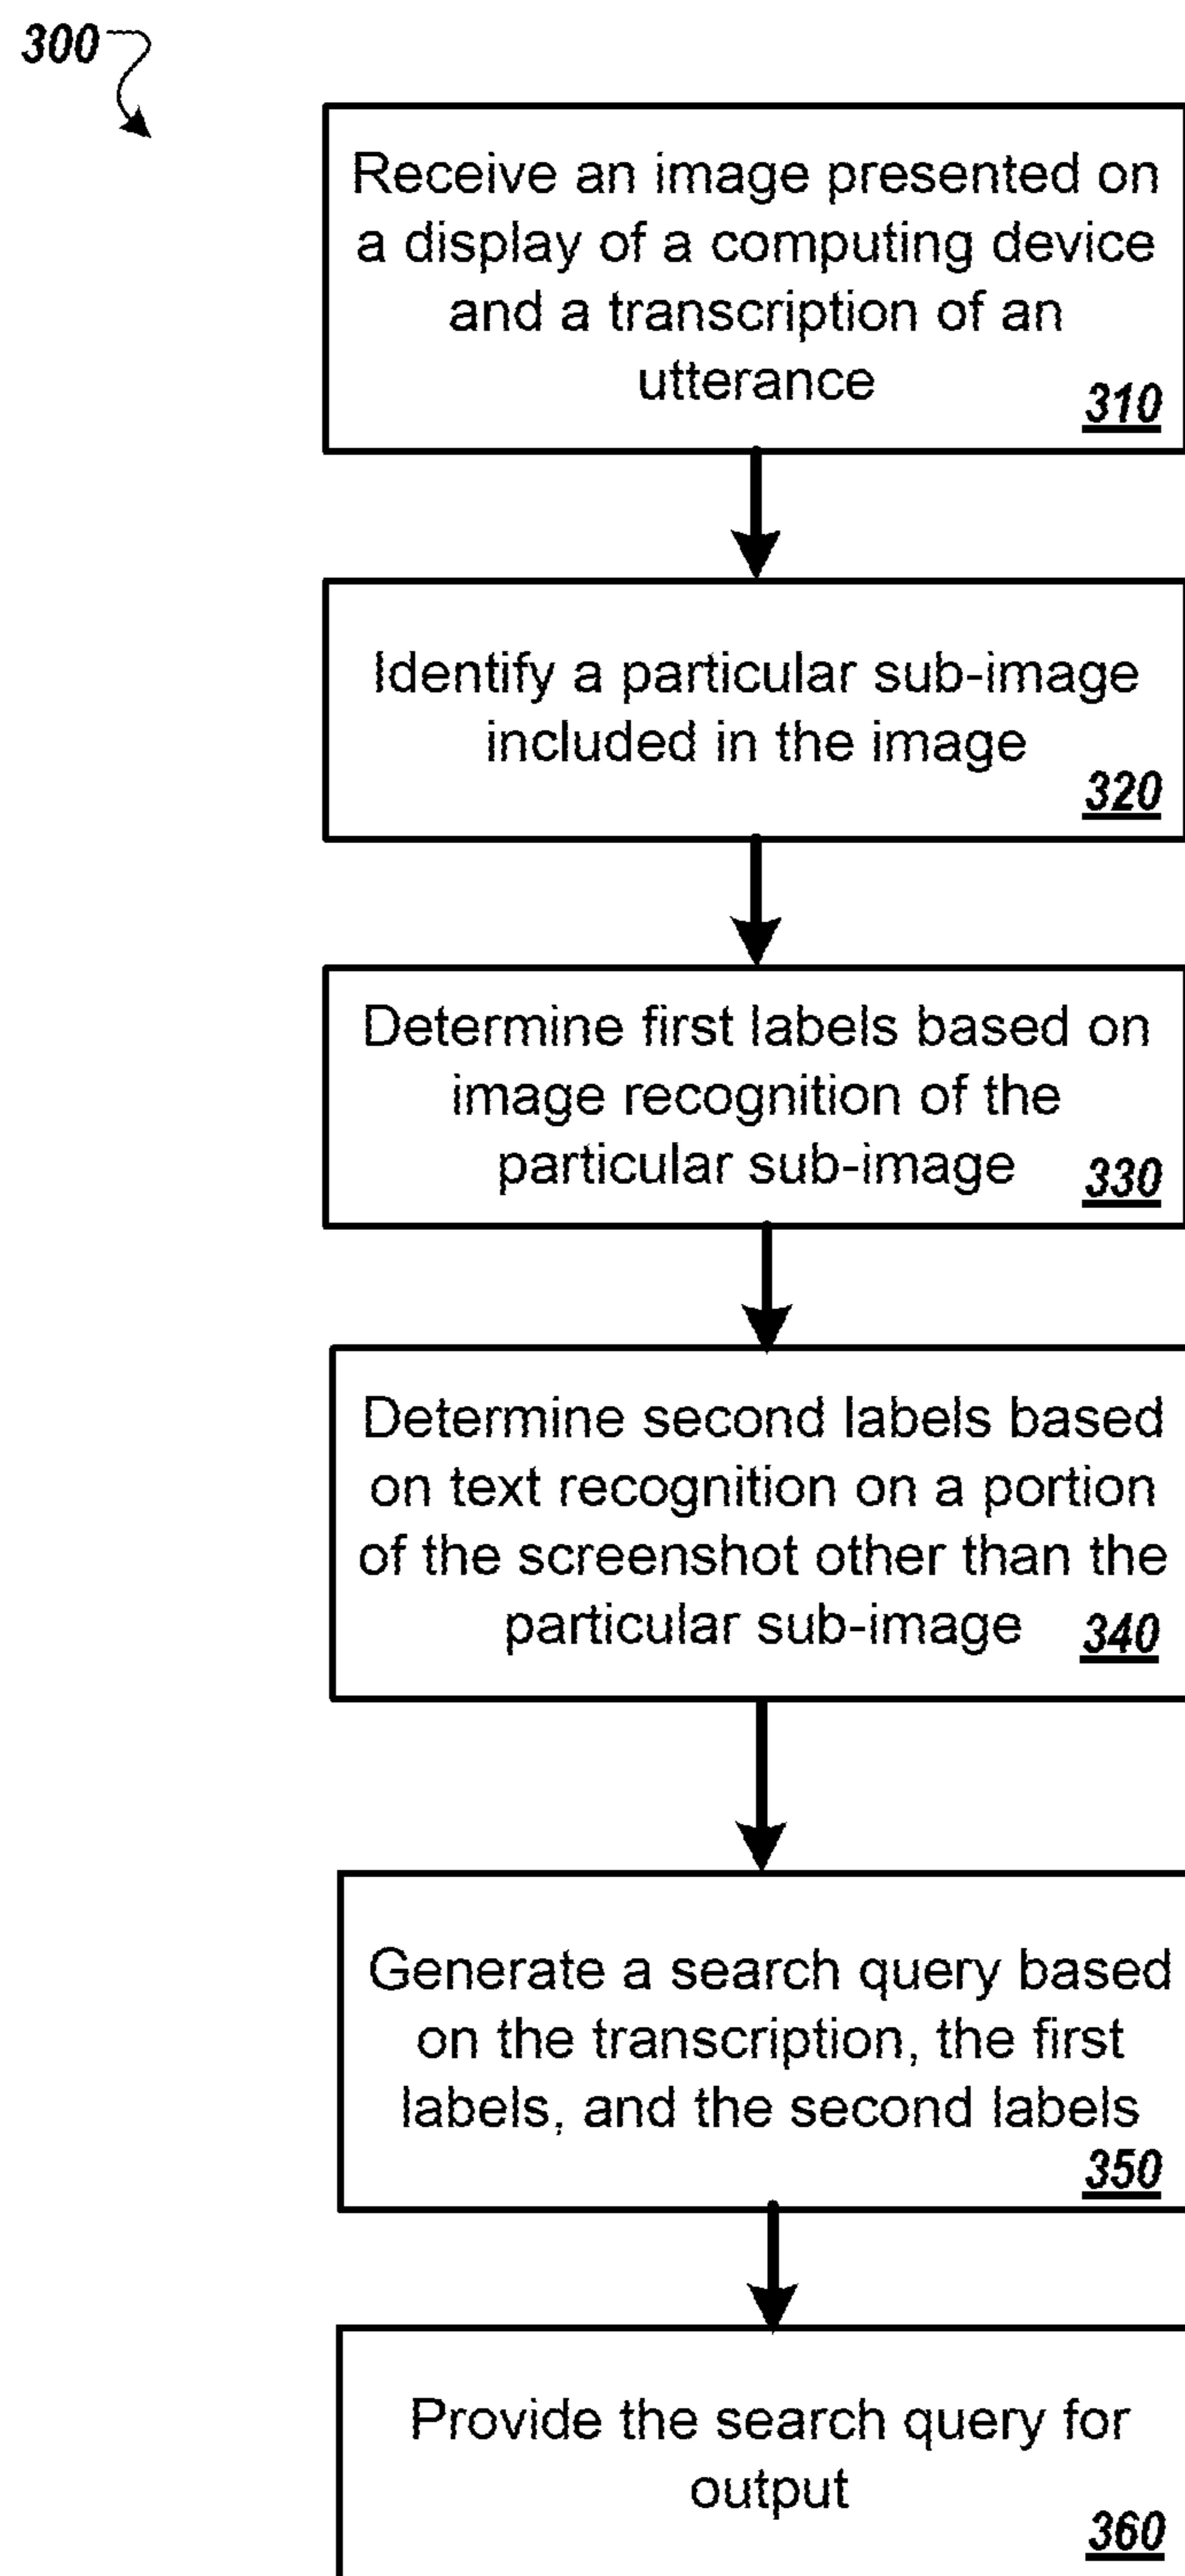 300
Receive an image presented on
a display of a computing device
and a transcription of an
utterance
310
Identify a particular sub-image
included in the image
320
Determine first labels based on
image recognition of the
particular sub-image
330
Determine second labels based
on text recognition on a portion
of the screenshot other than the
particular sub-image
340
Generate a search query based
on the transcription, the first
labels, and the second labels
350
Provide the search query for
output
360